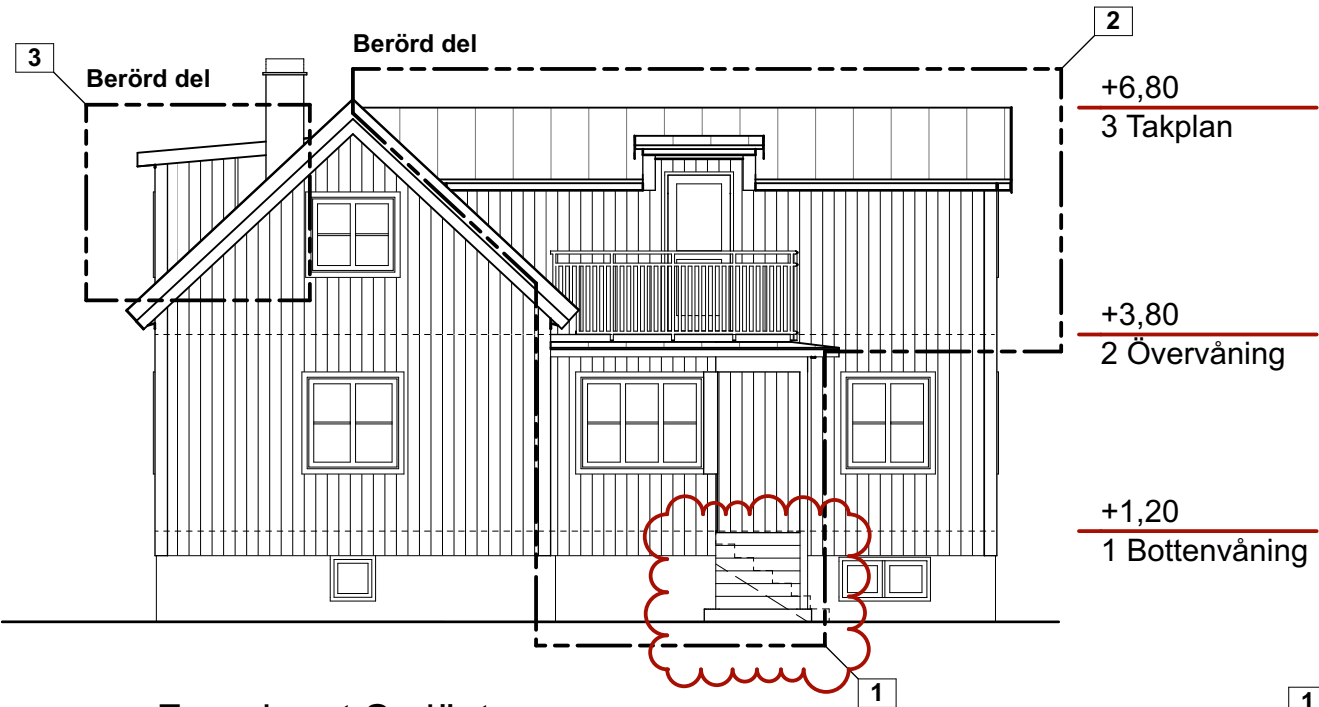 2
Berörd del
3
Berörd del
+6,80
3 Takplan
+3,80
2 Övervåning
+1,20
1 Bottenvåning
1
1